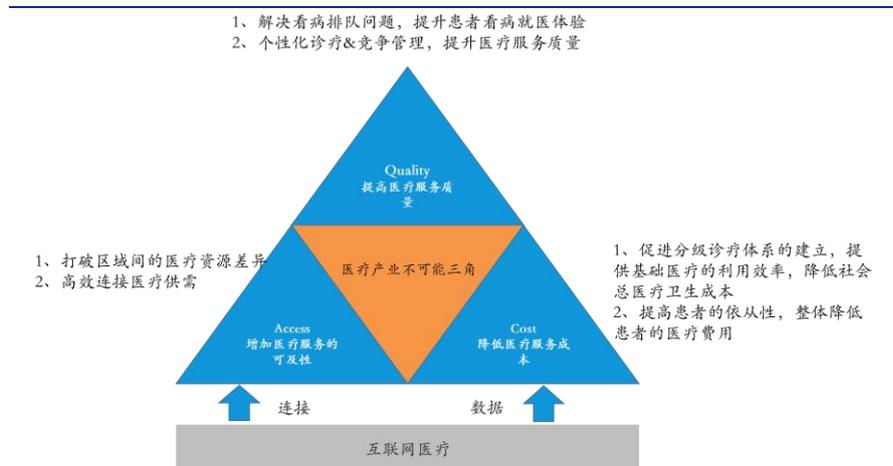 1、解决看病排队问题，提升患者看病就医体验
2、个性化诊疗&竞争管理，提升医疗服务质量
Quality
提高医疗服务质
量
1、打破区域间的医疗资源差异
2、高效连接医疗供需
医疗产业不可能三角
1、促进分级诊疗体系的建立，提
供基础医疗的利用效率，降低社会
总医疗卫生成本
2、提高患者的依从性，整体降低
患者的医疗费用
Access
增加医疗服务的
可及性
Cost
降低医疗服务成
本
连接
数据
互联网医疗